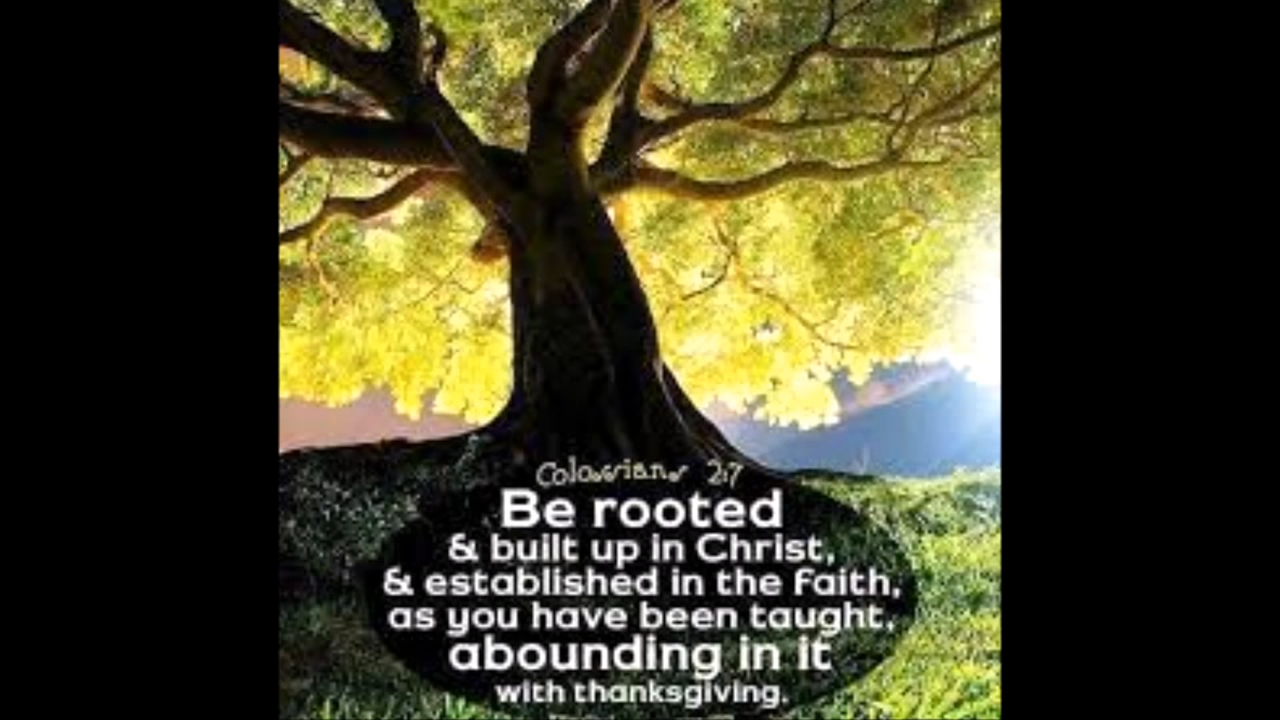 Colossians 2:7
Be rooted
& built up in Christ,
& established in the faith,
as you have been taught,
abounding in it
with thanksgiving.